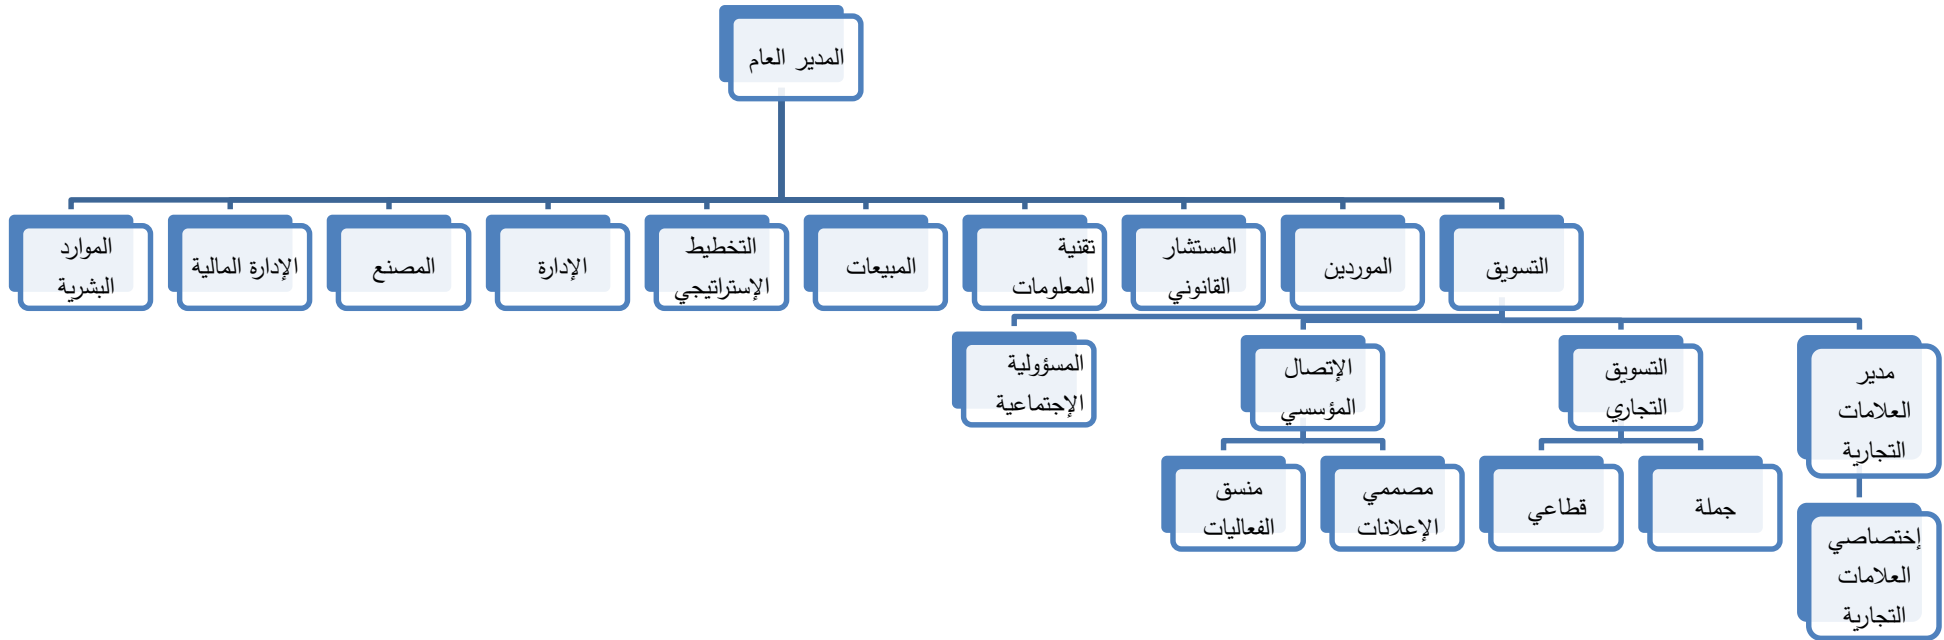 المدير العام
التسويق
الموردين
المستشار
القانوني
تقنية
المعلومات
المبيعات
التخطيط
الإستراتيجي
الإدارة
المصنع
الإدارة المالية
الموارد
البشرية
مدير
العلامات
التجارية
التسويق
التجاري
الإتصال
المؤسسي
المسؤولية
الإجتماعية
إختصاصي
العلامات
التجارية
جملة
قطاعي
مصممي
الإعلانات
منسق
الفعاليات